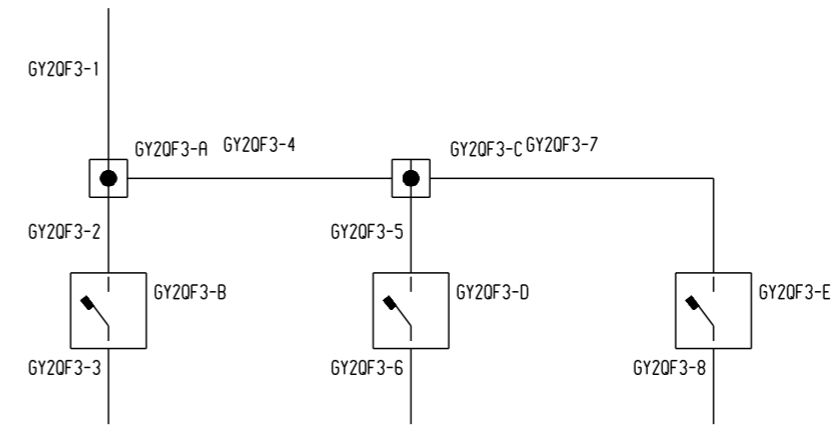 GY2QF3-1
GY2QF3-A
GY2QF3-4
GY2QF3-C
GY2QF3-7
GY2QF3-2
GY2QF3-5
GY2QF3-B
GY2QF3-D
GY2QF3-E
GY2QF3-3
GY2QF3-6
GY2QF3-8